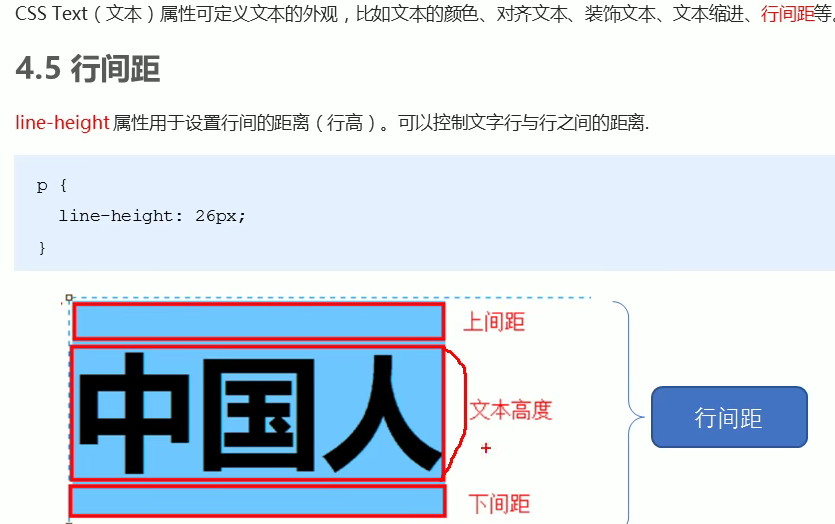 CSS Text（文本）属性可定义文本的外观，比如文本的颜色、对齐文本、装饰文本、文本缩进、行间距等。
4.5 行间距
line-height 属性用于设置行间的距离（行高）。可以控制文字行与行之间的距离.
p {
  line-height: 26px;
}
上间距
中国人
文本高度
行间距
下间距